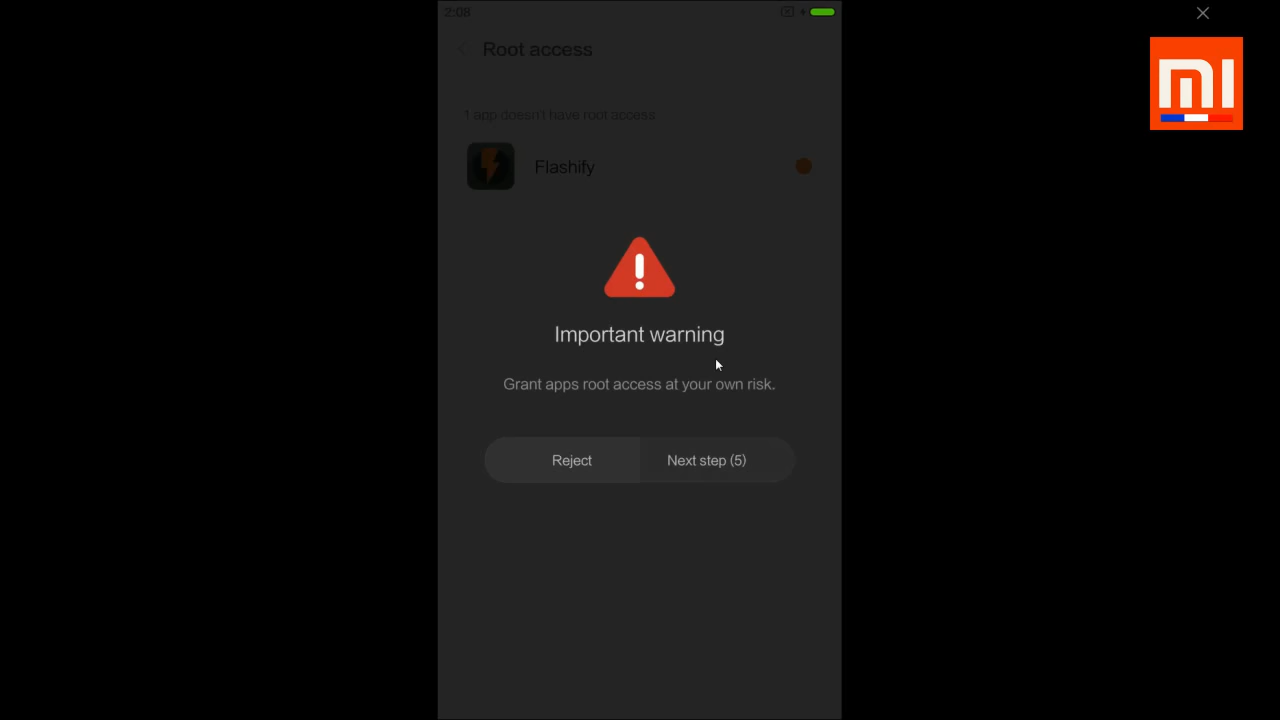 2:08
Root access
1 app doesn't have root access
Flashify
Important warning
Grant apps root access at your own risk.
Reject
Next step (5)
mi